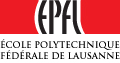 EPFL
ÉCOLE POLYTECHNIQUE
FÉDÉRALE DE LAUSANNE